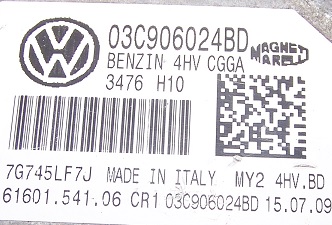 03C906024BD
MAGNETI MARELLI
BENZIN 4HV CGGA
3476 H10
7G745LF7J MADE IN ITALY MY2 4HV.BD
61601.541.06 CR1 03C906024BD 15.07.09